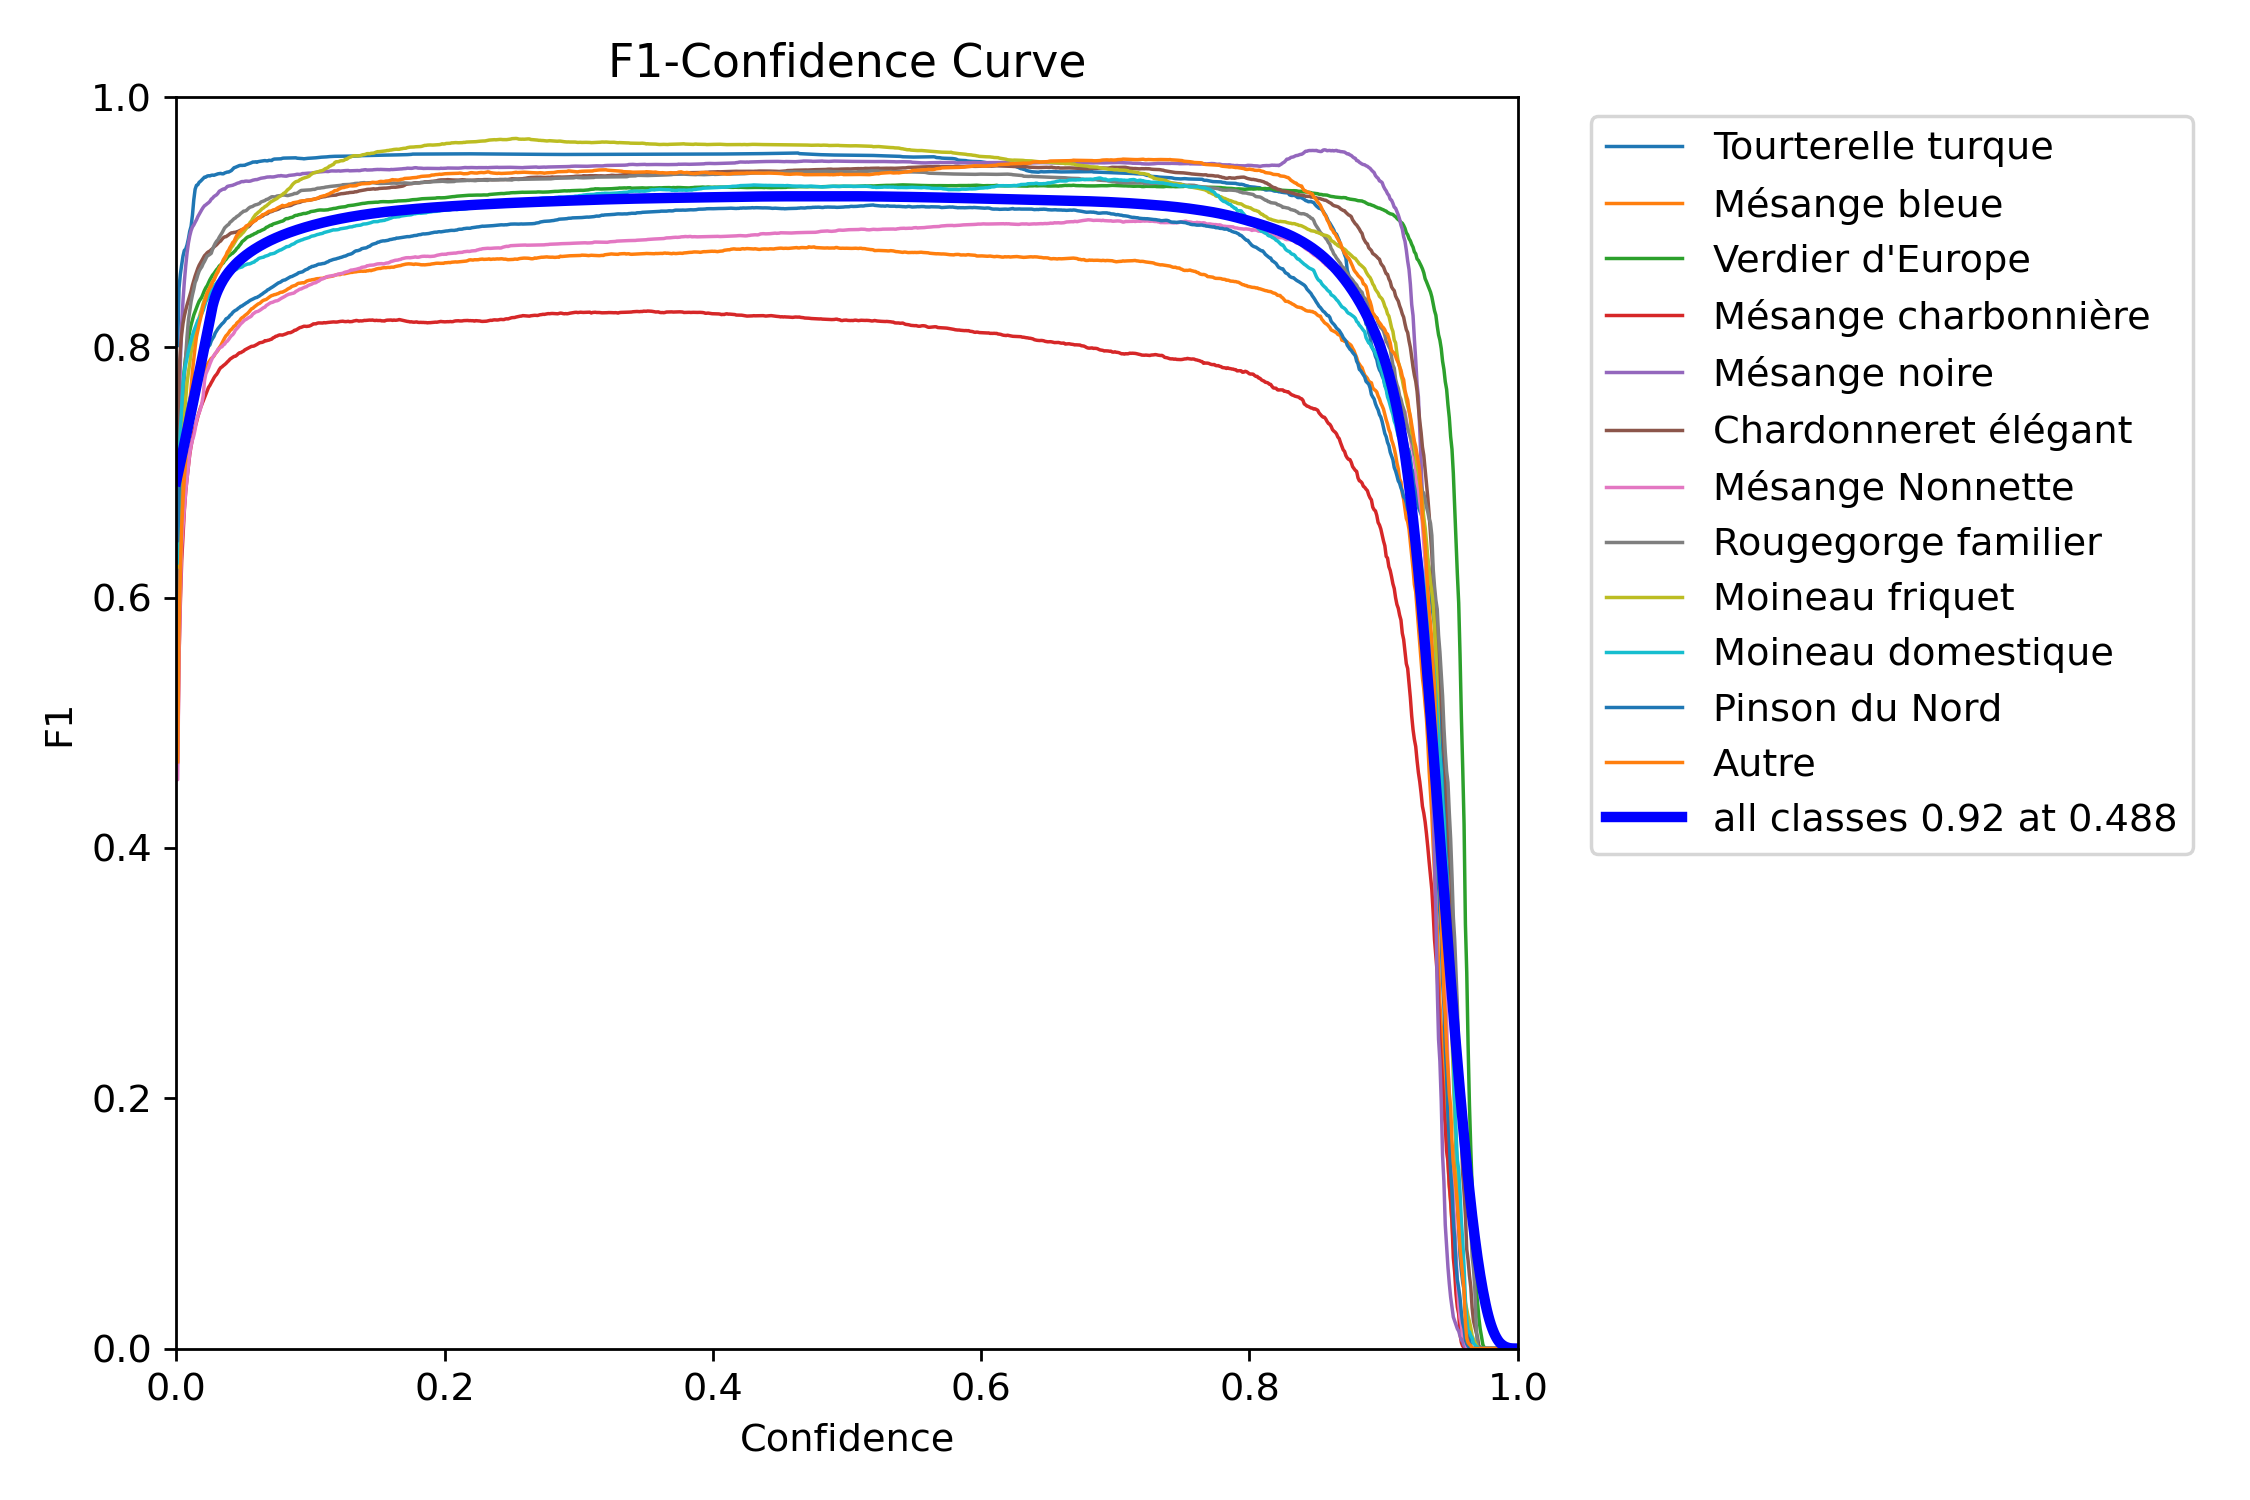 F1-Confidence Curve
1.0
0.8
0.6
0.4
0.2
0.0
F1
0.0 0.2 0.4 0.6 0.8 1.0
Confidence
Tourterelle turque
Mésange bleue
Verdier d'Europe
Mésange charbonnière
Mésange noire
Chardonneret élégant
Mésange Nonnette
Rougegorge familier
Moineau friquet
Moineau domestique
Pinson du Nord
Autre
all classes 0.92 at 0.488